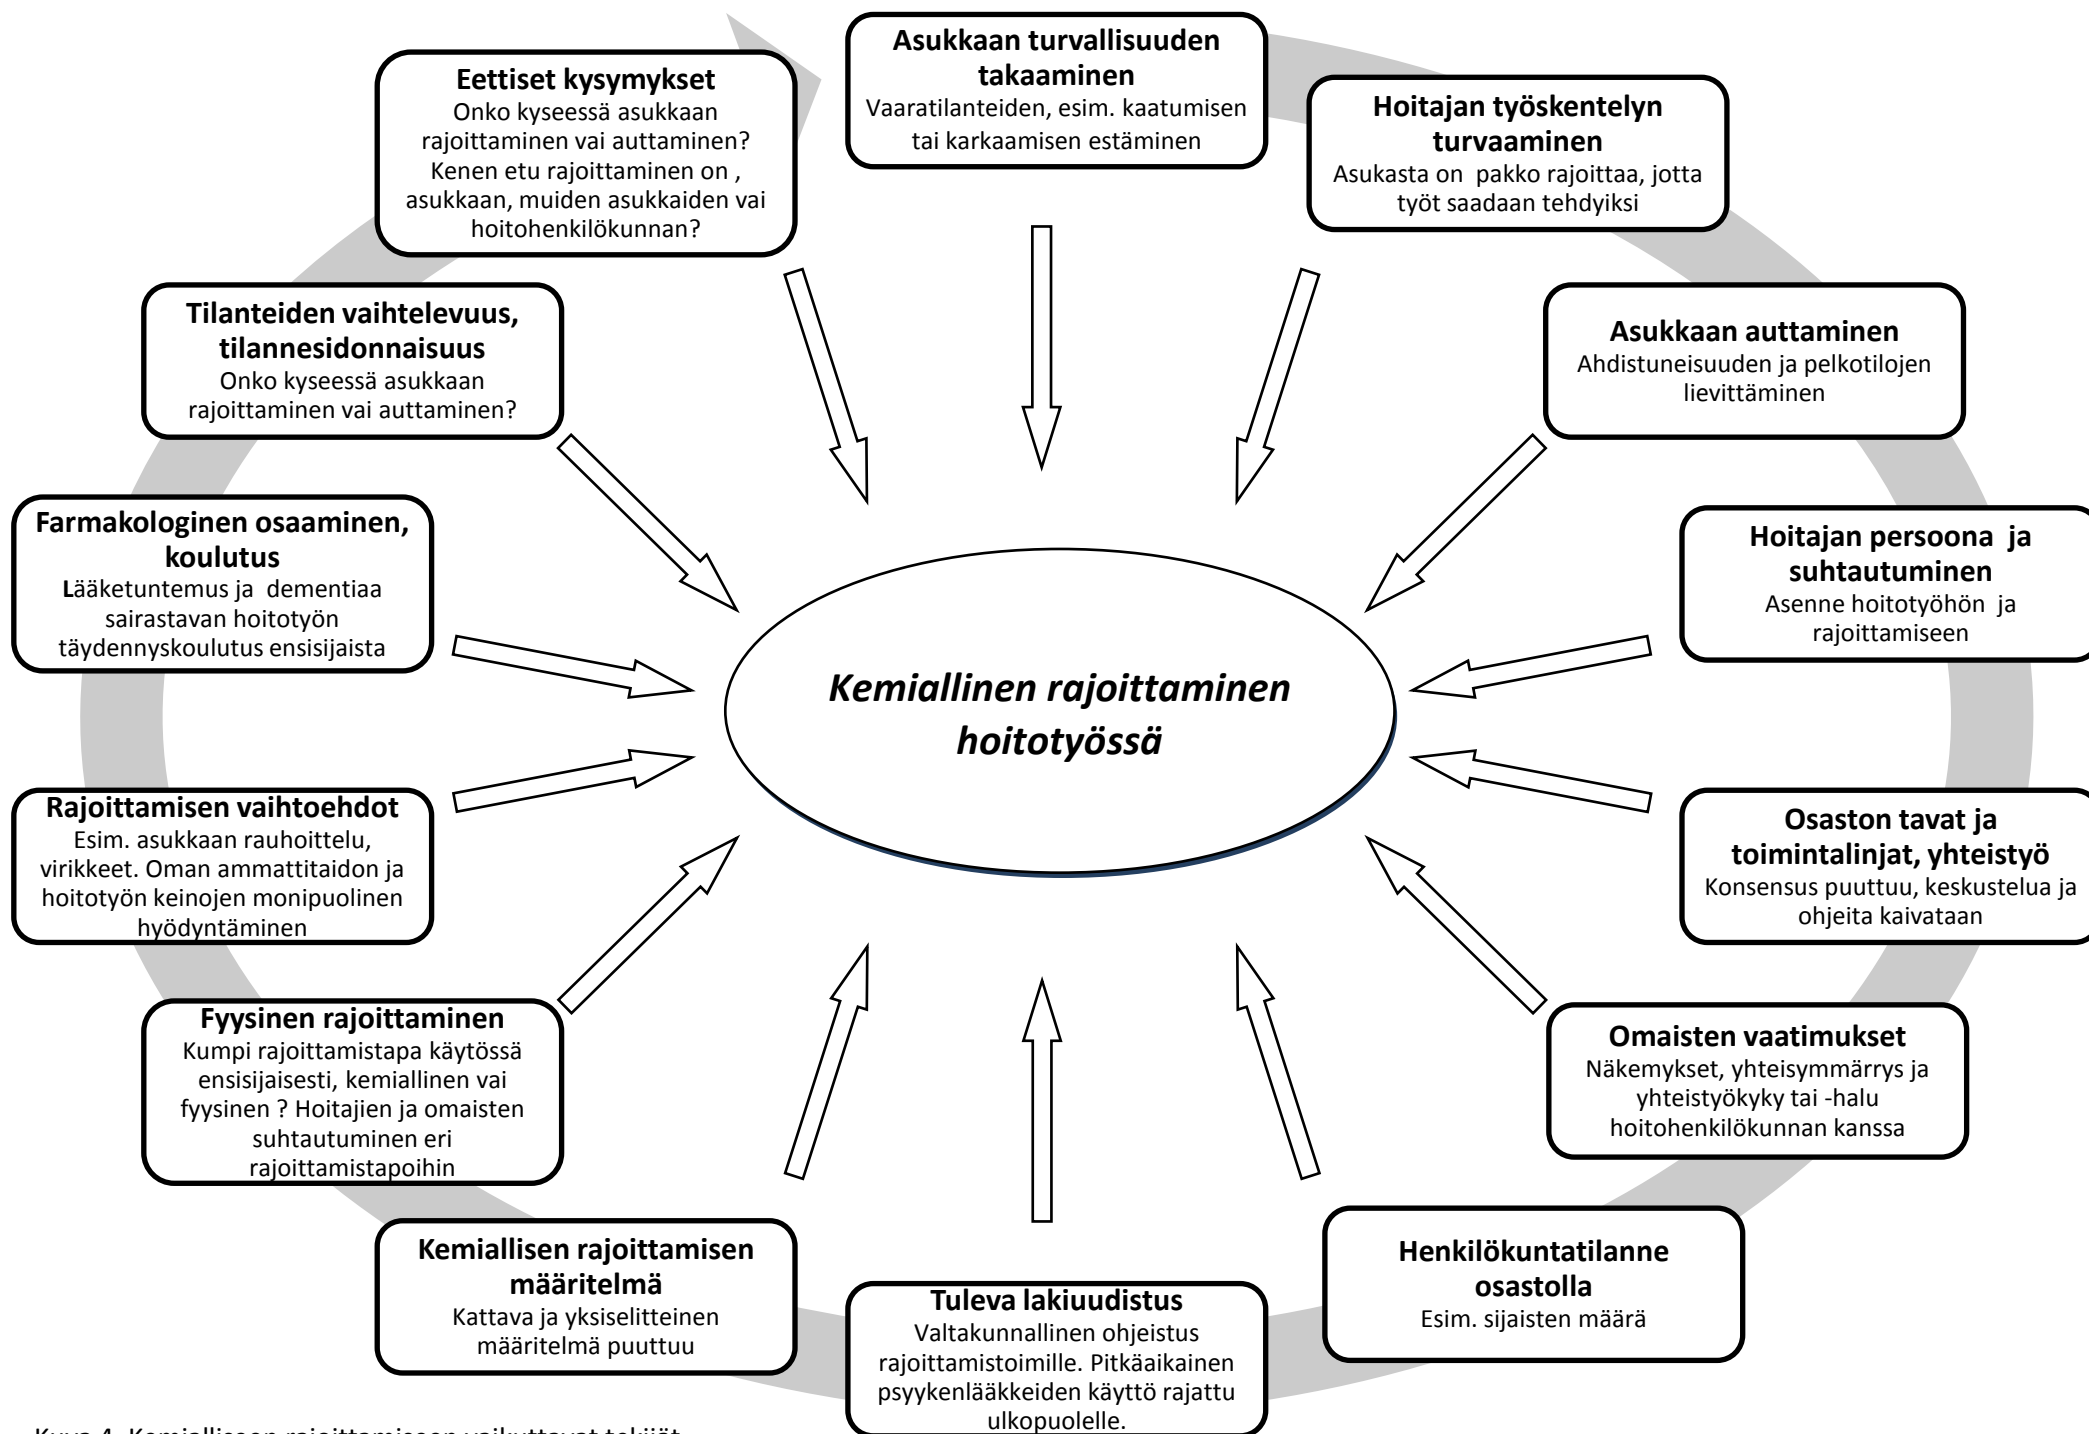 Asukkaan turvallisuuden
takaaminen
Vaaratilanteiden, esim. kaatumisen
tai karkaamisen estäminen
Hoitajan työskentelyn
turvaaminen
Asukasta on pakko rajoittaa, jotta
työt saadaan tehdyiksi
Asukkaan auttaminen
Ahdistuneisuuden ja pelkotilojen
lievittäminen
Hoitajan persoona ja
suhtautuminen
Asenne hoitotyöhön ja
rajoittamiseen
Osaston tavat ja
toimintalinjat, yhteistyö
Konsensus puuttuu, keskustelua ja
ohjeita kaivataan
Omaisten vaatimukset
Näkemykset, yhteisymmärrys ja
yhteistyökyky tai -halu
hoitohenkilökunnan kanssa
Henkilökuntatilanne
osastolla
Esim. sijaisten määrä
Tuleva lakiuudistus
Valtakunnallinen ohjeistus
rajoittamistoimille. Pitkäaikainen
psyykenlääkkeiden käyttö rajattu
ulkopuolelle.
Kemiallisen rajoittamisen
määritelmä
Kattava ja yksiselitteinen
määritelmä puuttuu
Fyysinen rajoittaminen
Kumpi rajoittamistapa käytössä
ensisijaisesti, kemiallinen vai
fyysinen ? Hoitajien ja omaisten
suhtautuminen eri
rajoittamistapoihin
Rajoittamisen vaihtoehdot
Esim. asukkaan rauhoittelu,
virikkeet. Oman ammattitaidon ja
hoitotyön keinojen monipuolinen
hyödyntäminen
Farmakologinen osaaminen,
koulutus
Lääketuntemus ja dementiaa
sairastavan hoitotyön
täydennyskoulutus ensisijaista
Tilanteiden vaihtelevuus,
tilannesidonnaisuus
Onko kyseessä asukkaan
rajoittaminen vai auttaminen?
Eettiset kysymykset
Onko kyseessä asukkaan
rajoittaminen vai auttaminen?
Kenen etu rajoittaminen on ,
asukkaan, muiden asukkaiden vai
hoitohenkilökunnan?
Kemiallinen rajoittaminen
hoitotyössä
Kuva 4. Kemialliseen rajoittamiseen vaikuttavat tekijät